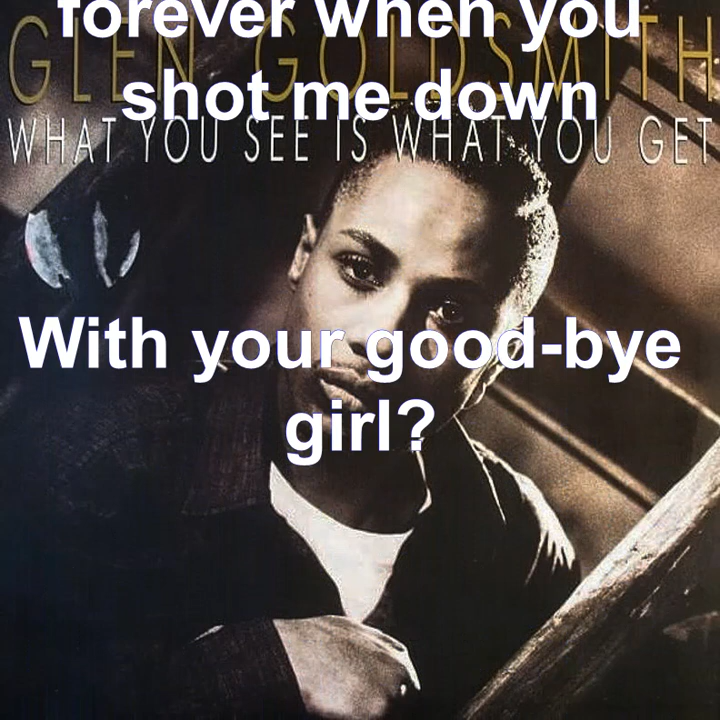 forever when you
GLEN GOLDSMITH
shot me down
WHAT YOU SEE IS WHAT YOU GET
With your good-bye
girl?